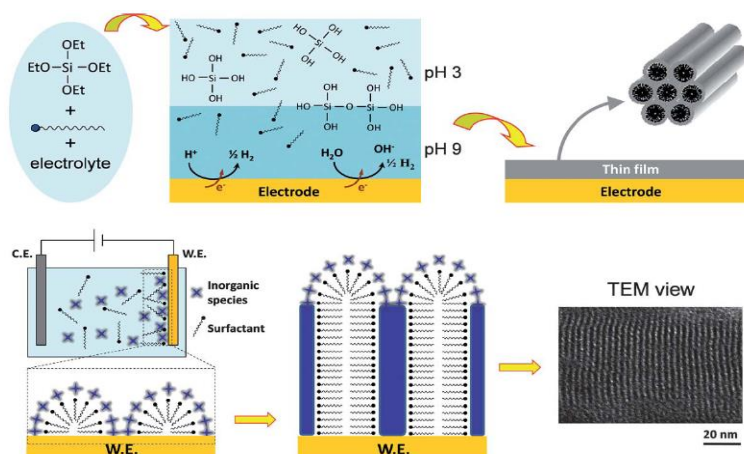 OEt
EtO Si OEt
OEt
+
+
electrolyte
OH
HO Si OH
OH
OH
HO Si OH
OH
pH 3
OH OH
HO Si O Si OH
OH OH
pH 9
H⁺ ½ H₂ H₂O OH⁻
½ H₂
e⁻ e⁻
Electrode
Thin film
Electrode
C.E.
W.E.
Inorganic
species
Surfactant
W.E.
W.E.
TEM view
20 nm